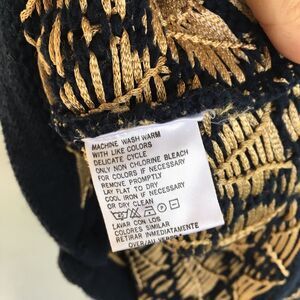 MACHINE WASH WARM
WITH LIKE COLORS
DELICATE CYCLE
ONLY NON CHLORINE BLEACH
FOR COLORS IF NECESSARY
REMOVE PROMPTLY
LAY FLAT TO DRY
COOL IRON IF NECESSARY
OR DRY CLEAN
LAVAR CON LOS
COLORES SIMILAR
RETIRAR INMEDIATAMENTE